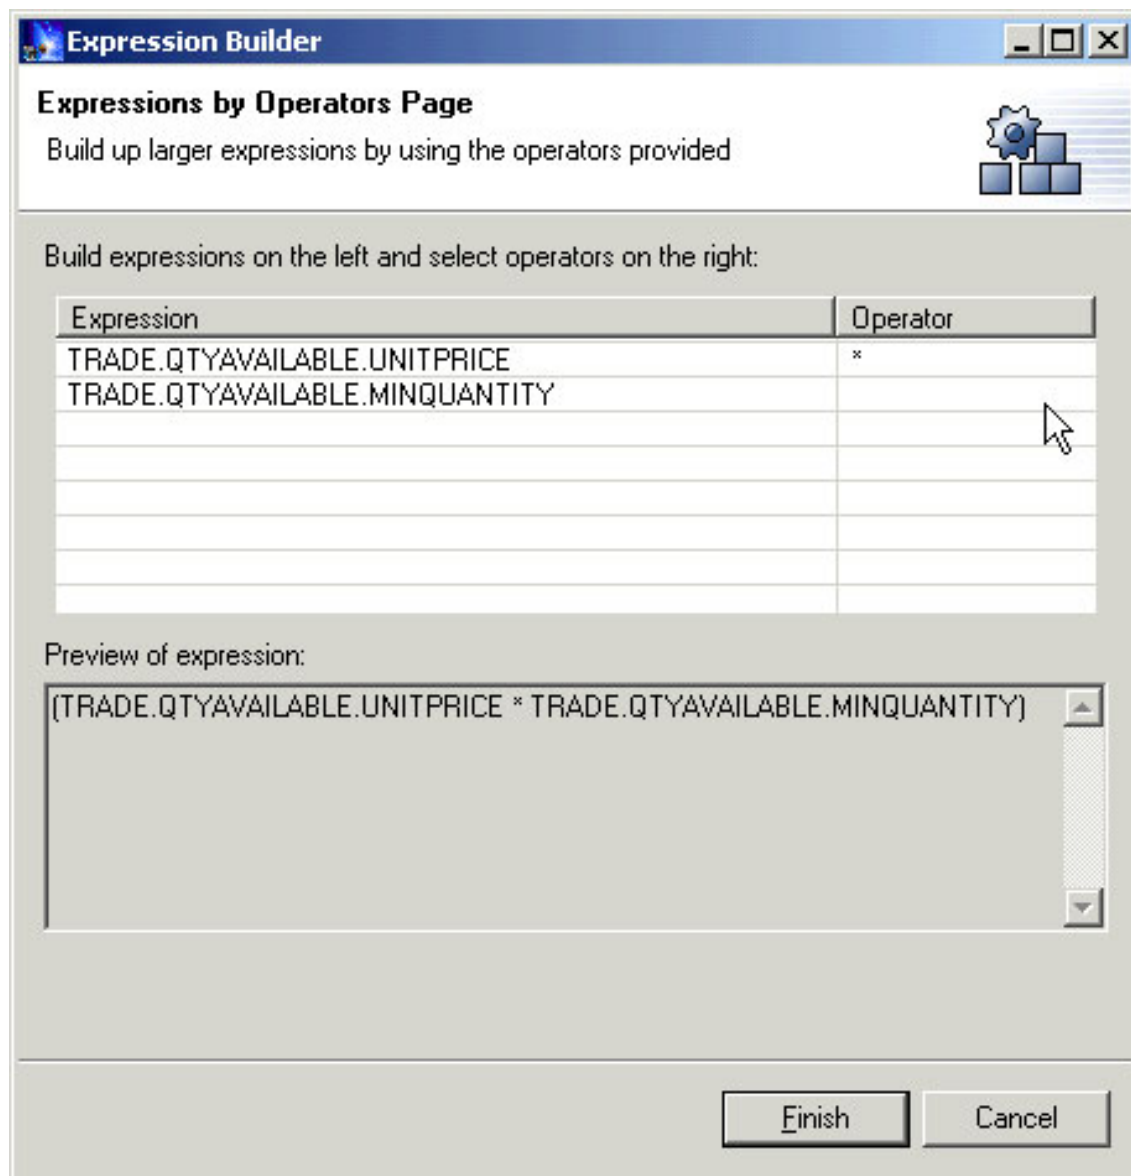 Expression Builder
Expressions by Operators Page
Build up larger expressions by using the operators provided
Build expressions on the left and select operators on the right:
Expression Operator
TRADE.QTYAVAILABLE.UNITPRICE *
TRADE.QTYAVAILABLE.MINQUANTITY
Preview of expression:
(TRADE.QTYAVAILABLE.UNITPRICE * TRADE.QTYAVAILABLE.MINQUANTITY)
Finish Cancel